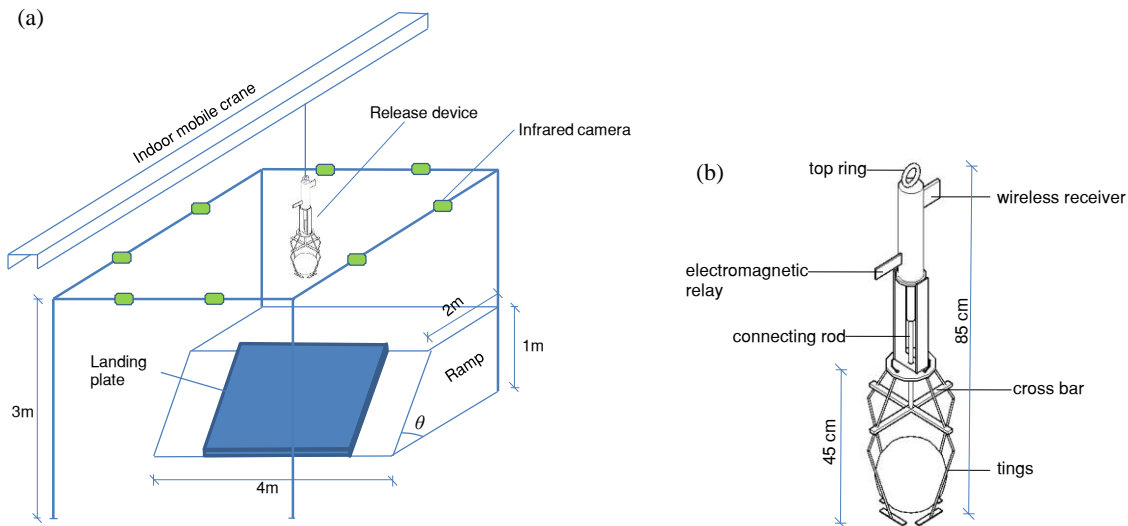 (a)
Indoor mobile crane
Release device
Infrared camera
2m
1m
Landing
plate
Ramp
3m
θ
4m
(b)
top ring
wireless receiver
electromagnetic
relay
connecting rod
85 cm
cross bar
45 cm
tings